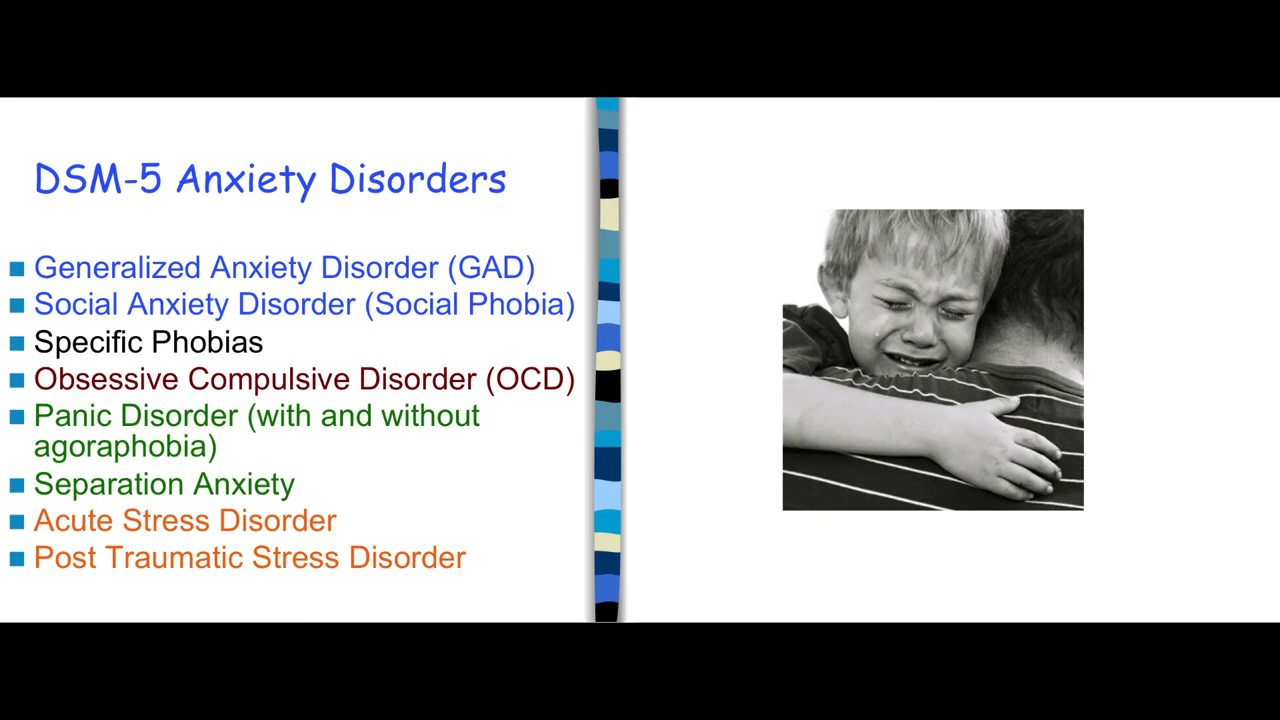 DSM-5 Anxiety Disorders
Generalized Anxiety Disorder (GAD)
Social Anxiety Disorder (Social Phobia)
Specific Phobias
Obsessive Compulsive Disorder (OCD)
Panic Disorder (with and without
agoraphobia)
Separation Anxiety
Acute Stress Disorder
Post Traumatic Stress Disorder